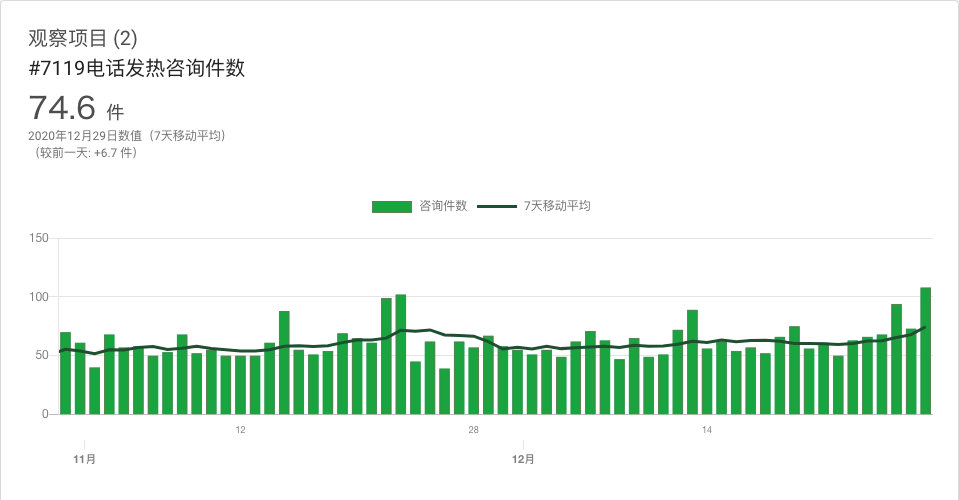 观察项目 (2)
#7119电话发热咨询件数
74.6 件
2020年12月29日数值（7天移动平均）
（较前一天: +6.7 件）
咨询件数 7天移动平均
150
100
50
0
12 28 14
11月 12月